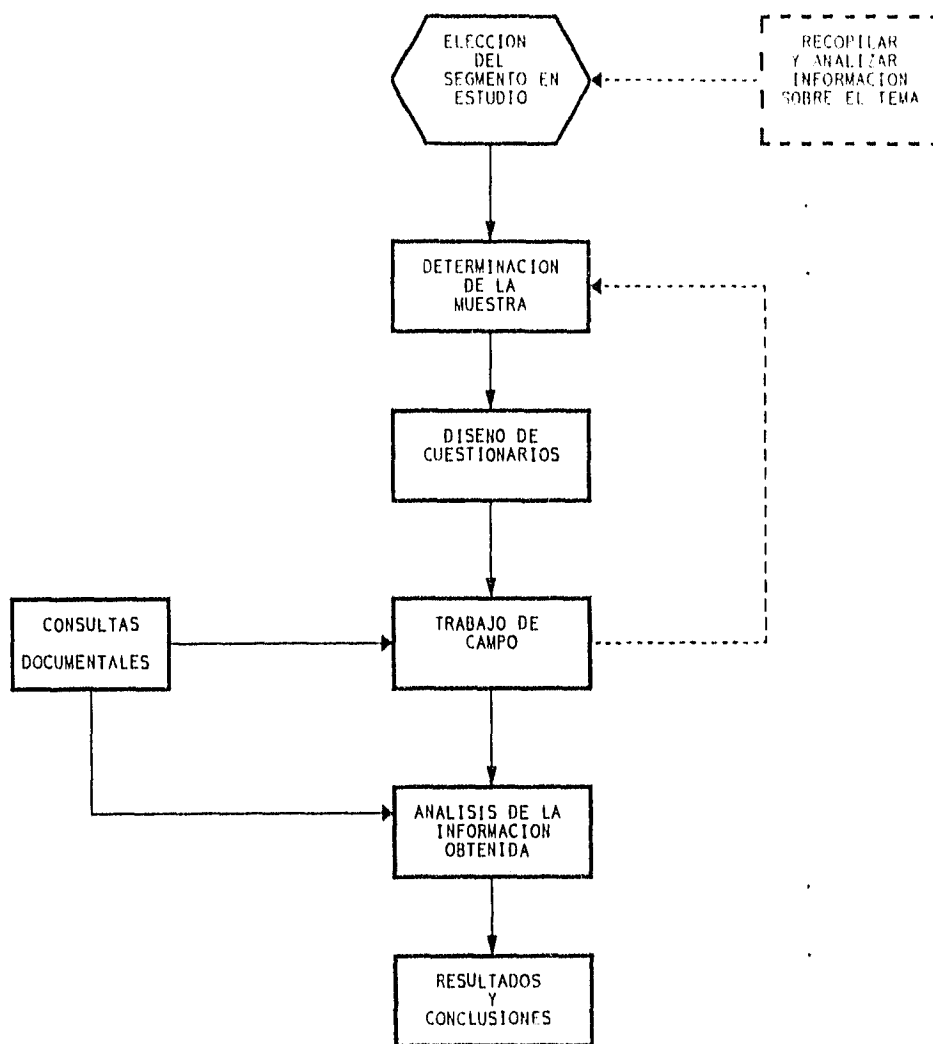 ELECCION
DEL
SEGMENTO EN
ESTUDIO
RECOPILAR
Y ANALIZAR
INFORMACION
SOBRE EL TEMA
DETERMINACION
DE LA
MUESTRA
DISENO DE
CUESTIONARIOS
CONSULTAS
DOCUMENTALES
TRABAJO DE
CAMPO
ANALISIS DE LA
INFORMACION
OBTENIDA
RESULTADOS
Y
CONCLUSIONES